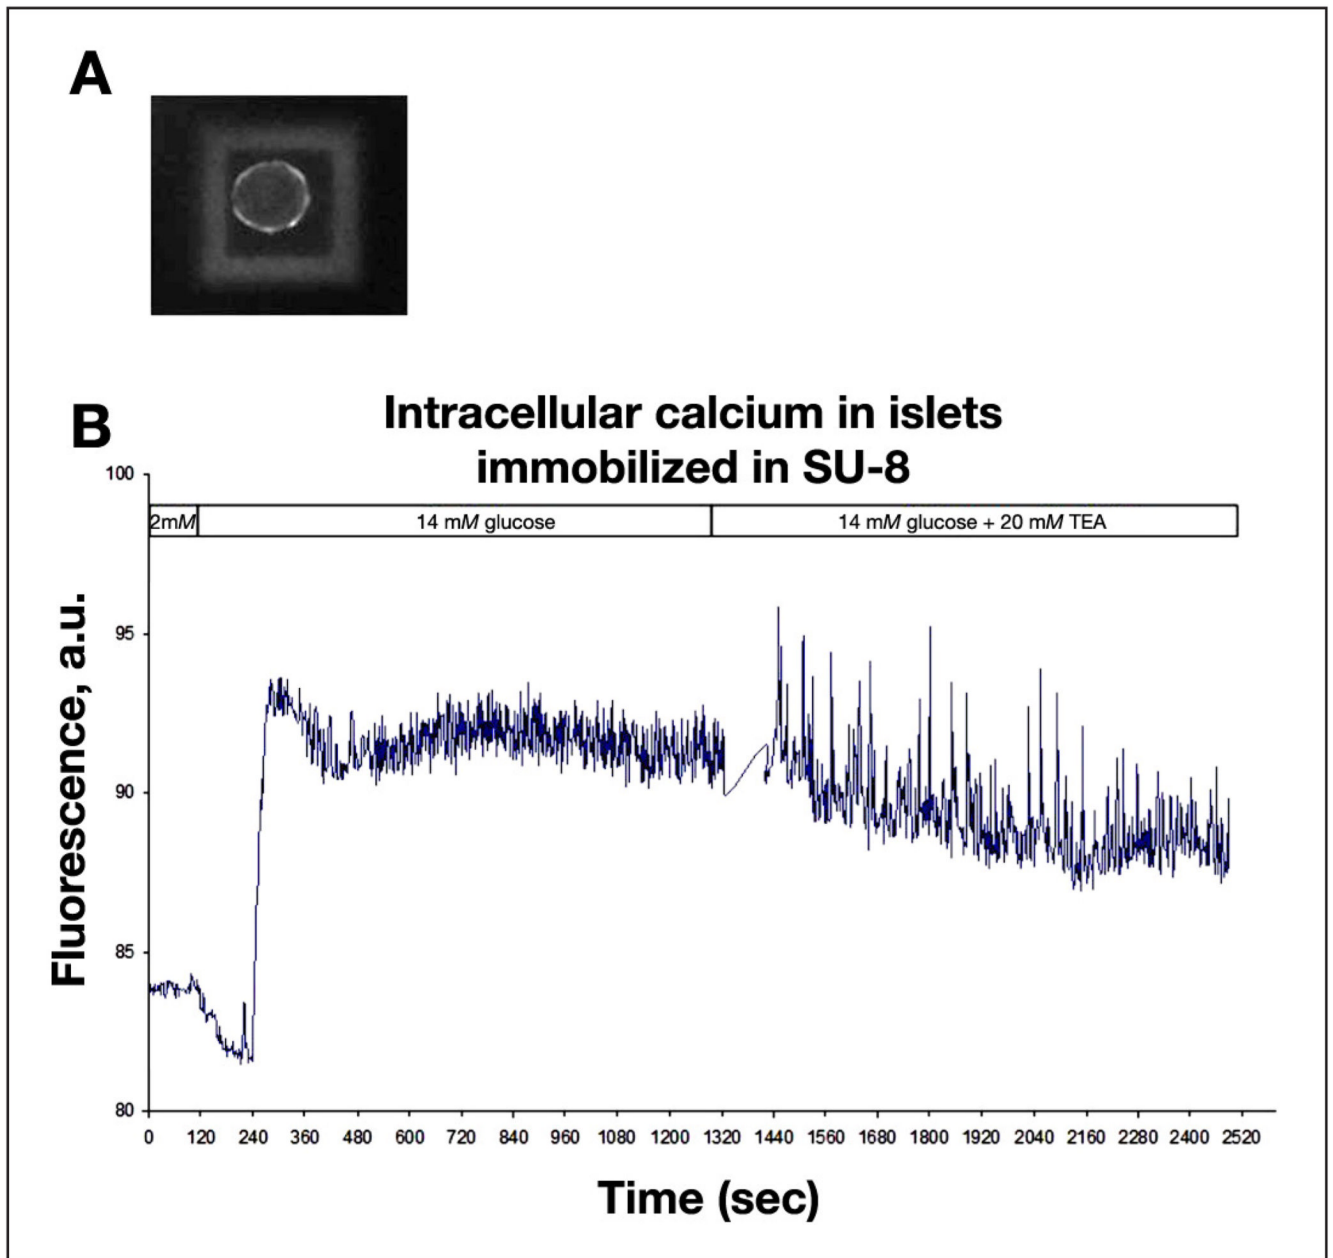 A
B
Intracellular calcium in islets
immobilized in SU-8
100
2mM
14 mM glucose
14 mM glucose + 20 mM TEA
95
90
85
80
Fluorescence, a.u.
0 120 240 360 480 600 720 840 960 1080 1200 1320 1440 1560 1680 1800 1920 2040 2160 2280 2400 2520
Time (sec)